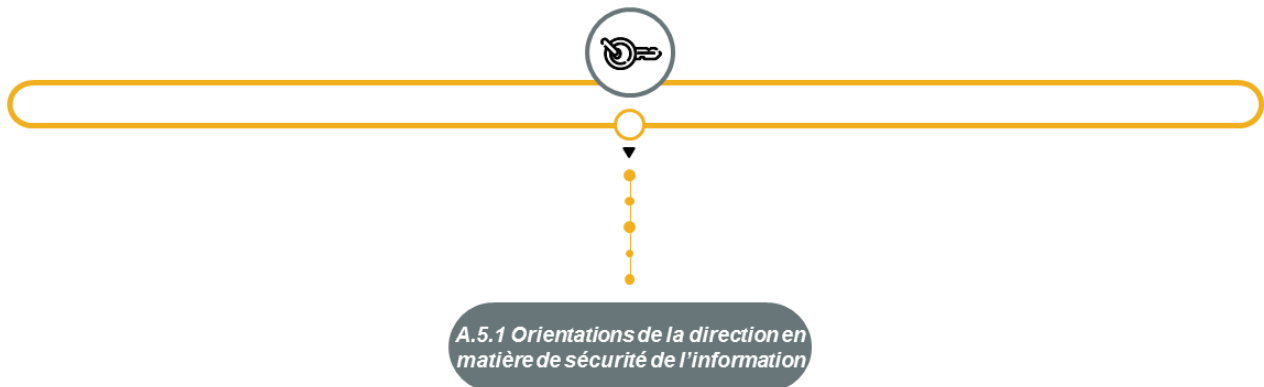 A.5.1 Orientations de la direction en
matière de sécurité de l’information